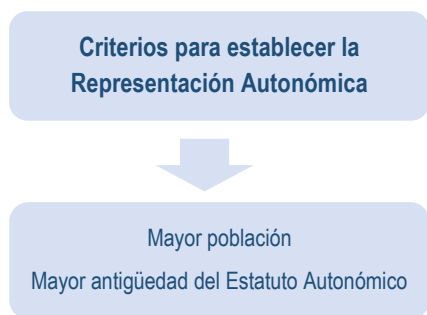 Criterios para establecer la
Representación Autonómica
Mayor población
Mayor antigüedad del Estatuto Autonómico